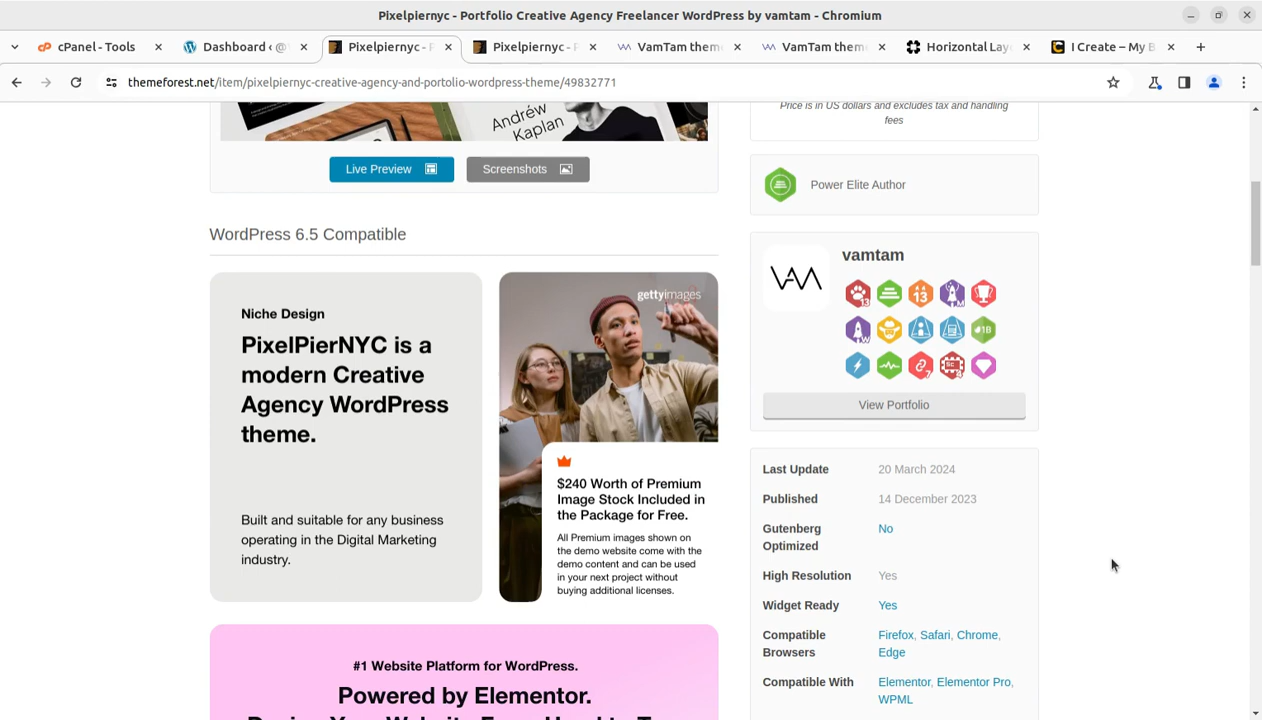 Pixelpiernyc - Portfolio Creative Agency Freelancer WordPress by vamtam - Chromium
cPanel - Tools
Dashboard ‹ @
Pixelpiernyc - P
Pixelpiernyc - P
VamTam them
VamTam them
Horizontal Lay
I Create – My B
themeforest.net/item/pixelpiernyc-creative-agency-and-portolio-wordpress-theme/49832771
Andréw
Kaplan
Price is in US dollars and excludes tax and handling
fees
Live Preview
Screenshots
Power Elite Author
WordPress 6.5 Compatible
vamtam
13
13
M
W
1B
7
View Portfolio
Niche Design
PixelPierNYC is a
modern Creative
Agency WordPress
theme.
Built and suitable for any business
operating in the Digital Marketing
industry.
gettyimages
$240 Worth of Premium
Image Stock Included in
the Package for Free.
All Premium images shown on
the demo website come with the
demo content and can be used
in your next project without
buying additional licenses.
Last Update 20 March 2024
Published 14 December 2023
Gutenberg Optimized No
High Resolution Yes
Widget Ready Yes
Compatible Browsers Firefox, Safari, Chrome,
Edge
Compatible With Elementor, Elementor Pro,
WPML
#1 Website Platform for WordPress.
Powered by Elementor.